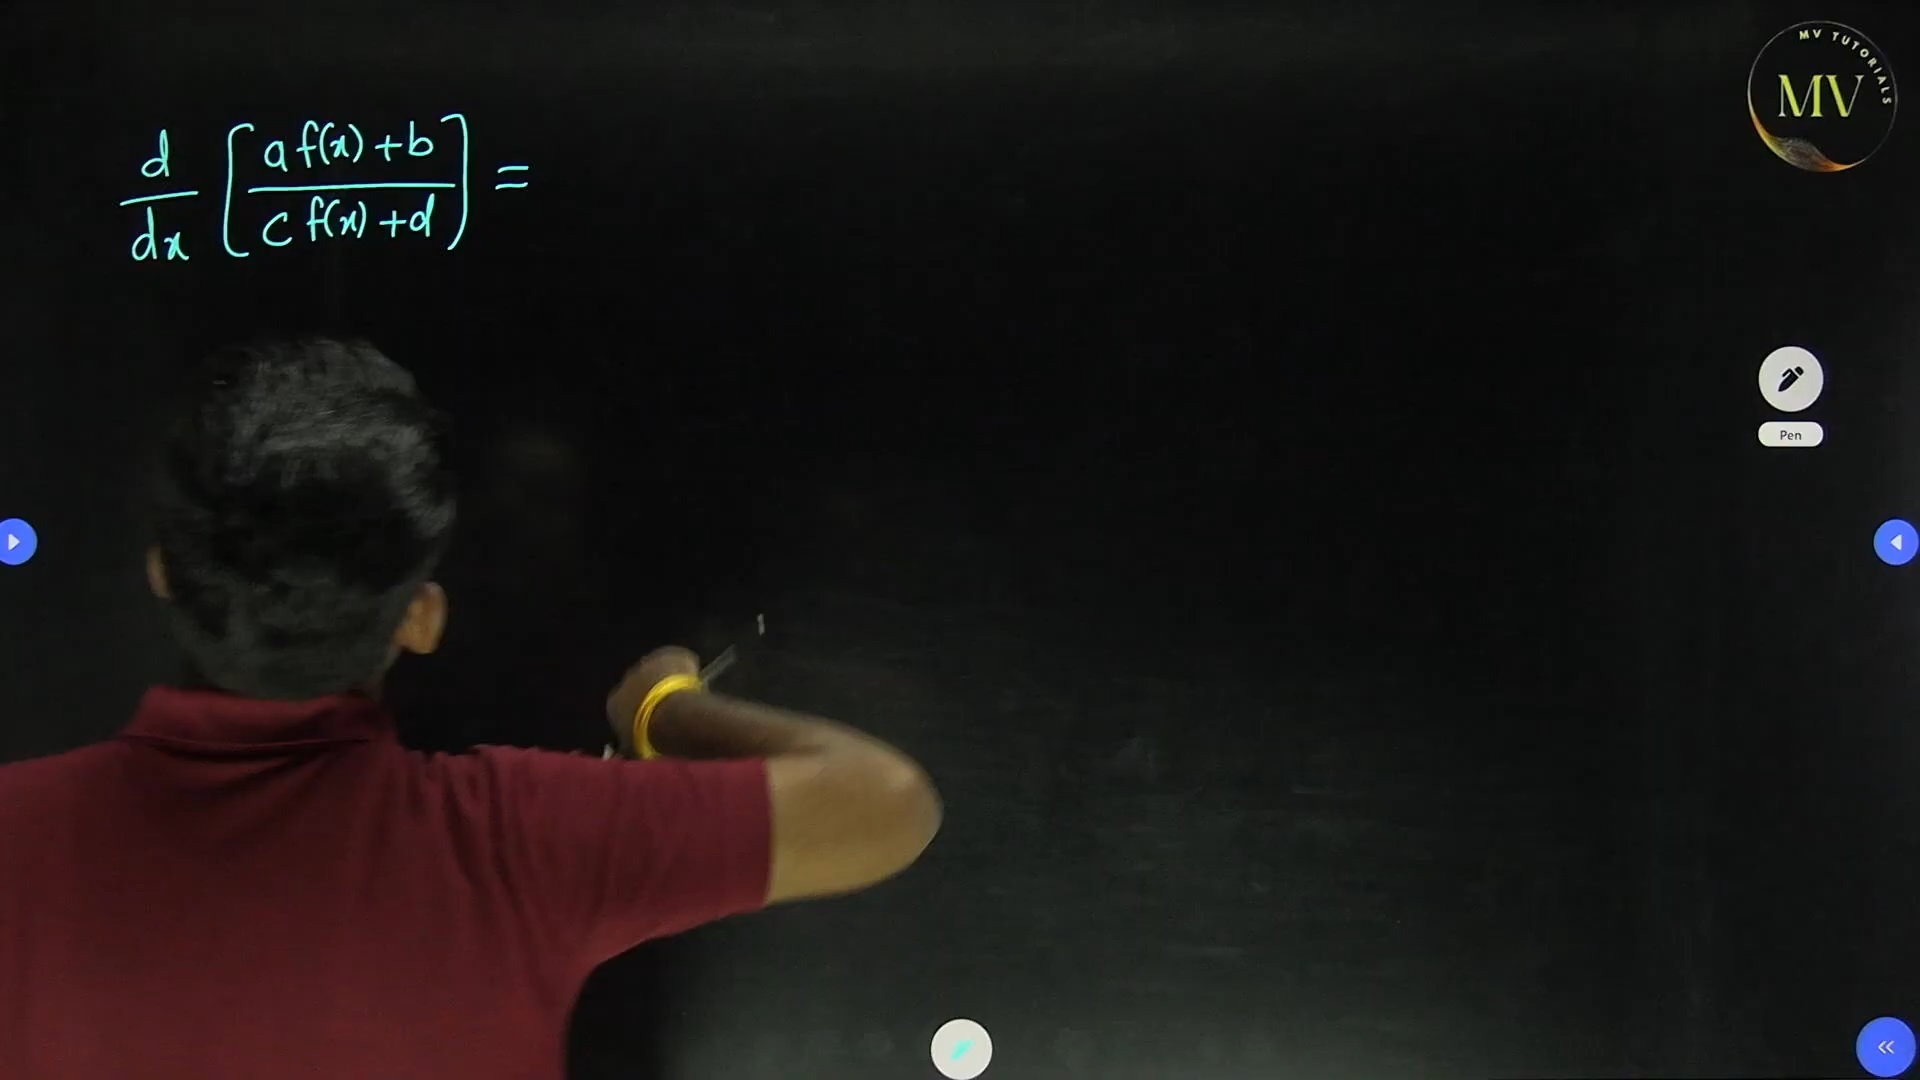 d/dx [ (a f(x) + b) / (c f(x) + d) ] =
MV TUTORIALS
MV
Pen